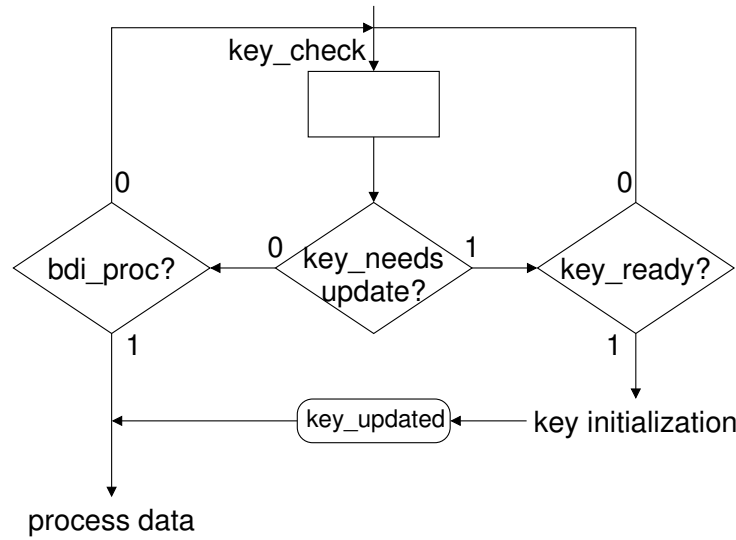 key_check
0
0
bdi_proc?
0
key_needs
update?
1
key_ready?
1
1
key_updated
key initialization
process data